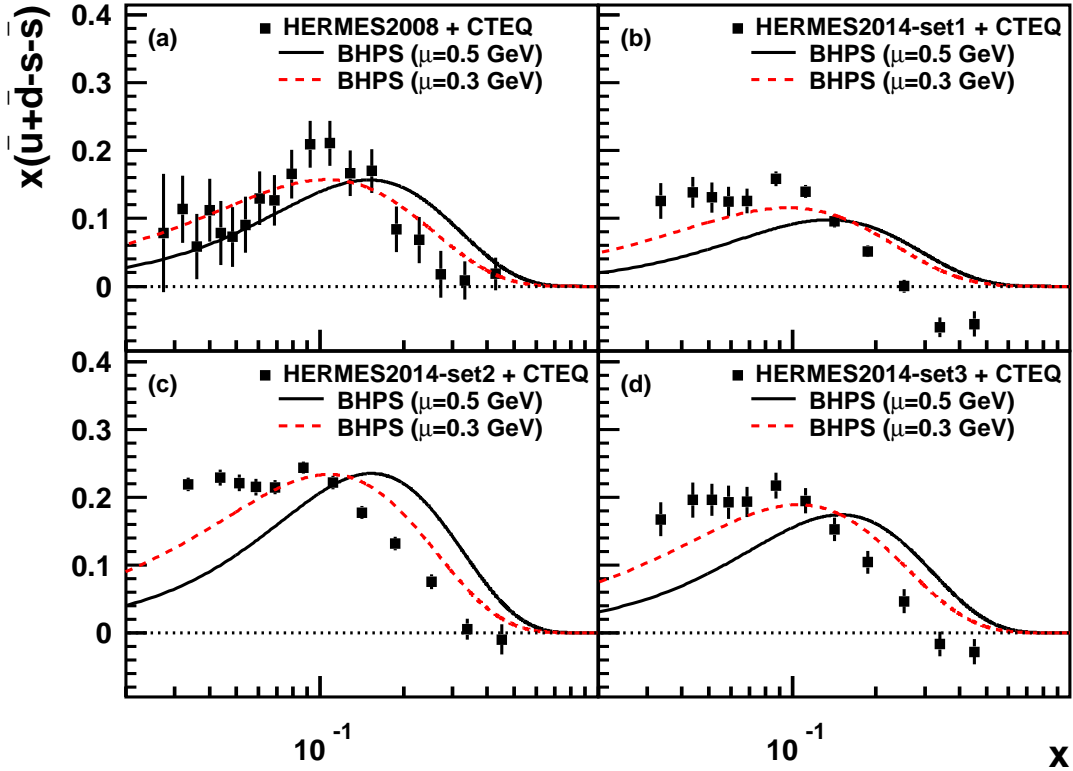 x(u̅+d̅-s-s̅)
0.4
0.3
0.2
0.1
0
(a)
HERMES2008 + CTEQ
BHPS (μ=0.5 GeV)
BHPS (μ=0.3 GeV)
(b)
HERMES2014-set1 + CTEQ
BHPS (μ=0.5 GeV)
BHPS (μ=0.3 GeV)
0.4
0.3
0.2
0.1
0
(c)
HERMES2014-set2 + CTEQ
BHPS (μ=0.5 GeV)
BHPS (μ=0.3 GeV)
(d)
HERMES2014-set3 + CTEQ
BHPS (μ=0.5 GeV)
BHPS (μ=0.3 GeV)
10⁻¹
10⁻¹
x